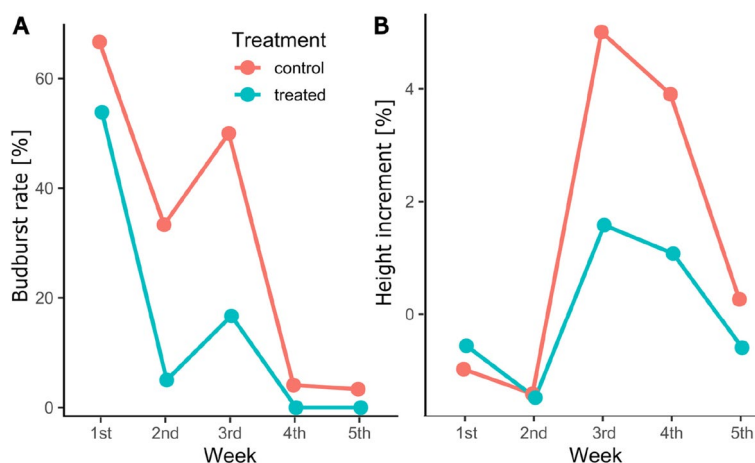 A
Treatment
control
treated
Budburst rate [%]
60
40
20
0
1st 2nd 3rd 4th 5th
Week
B
Height increment [%]
4
2
0
1st 2nd 3rd 4th 5th
Week